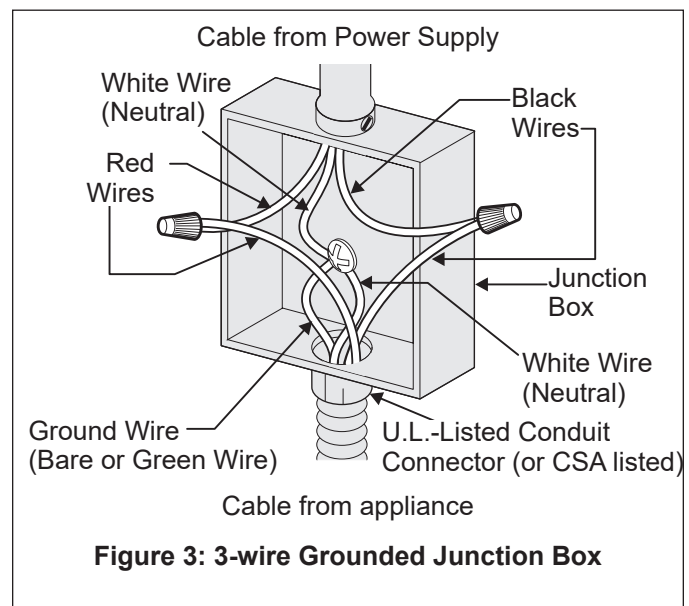 Cable from Power Supply
White Wire
(Neutral)
Black
Wires
Red
Wires
Junction
Box
White Wire
(Neutral)
Ground Wire
(Bare or Green Wire)
U.L.-Listed Conduit
Connector (or CSA listed)
Cable from appliance
Figure 3: 3-wire Grounded Junction Box